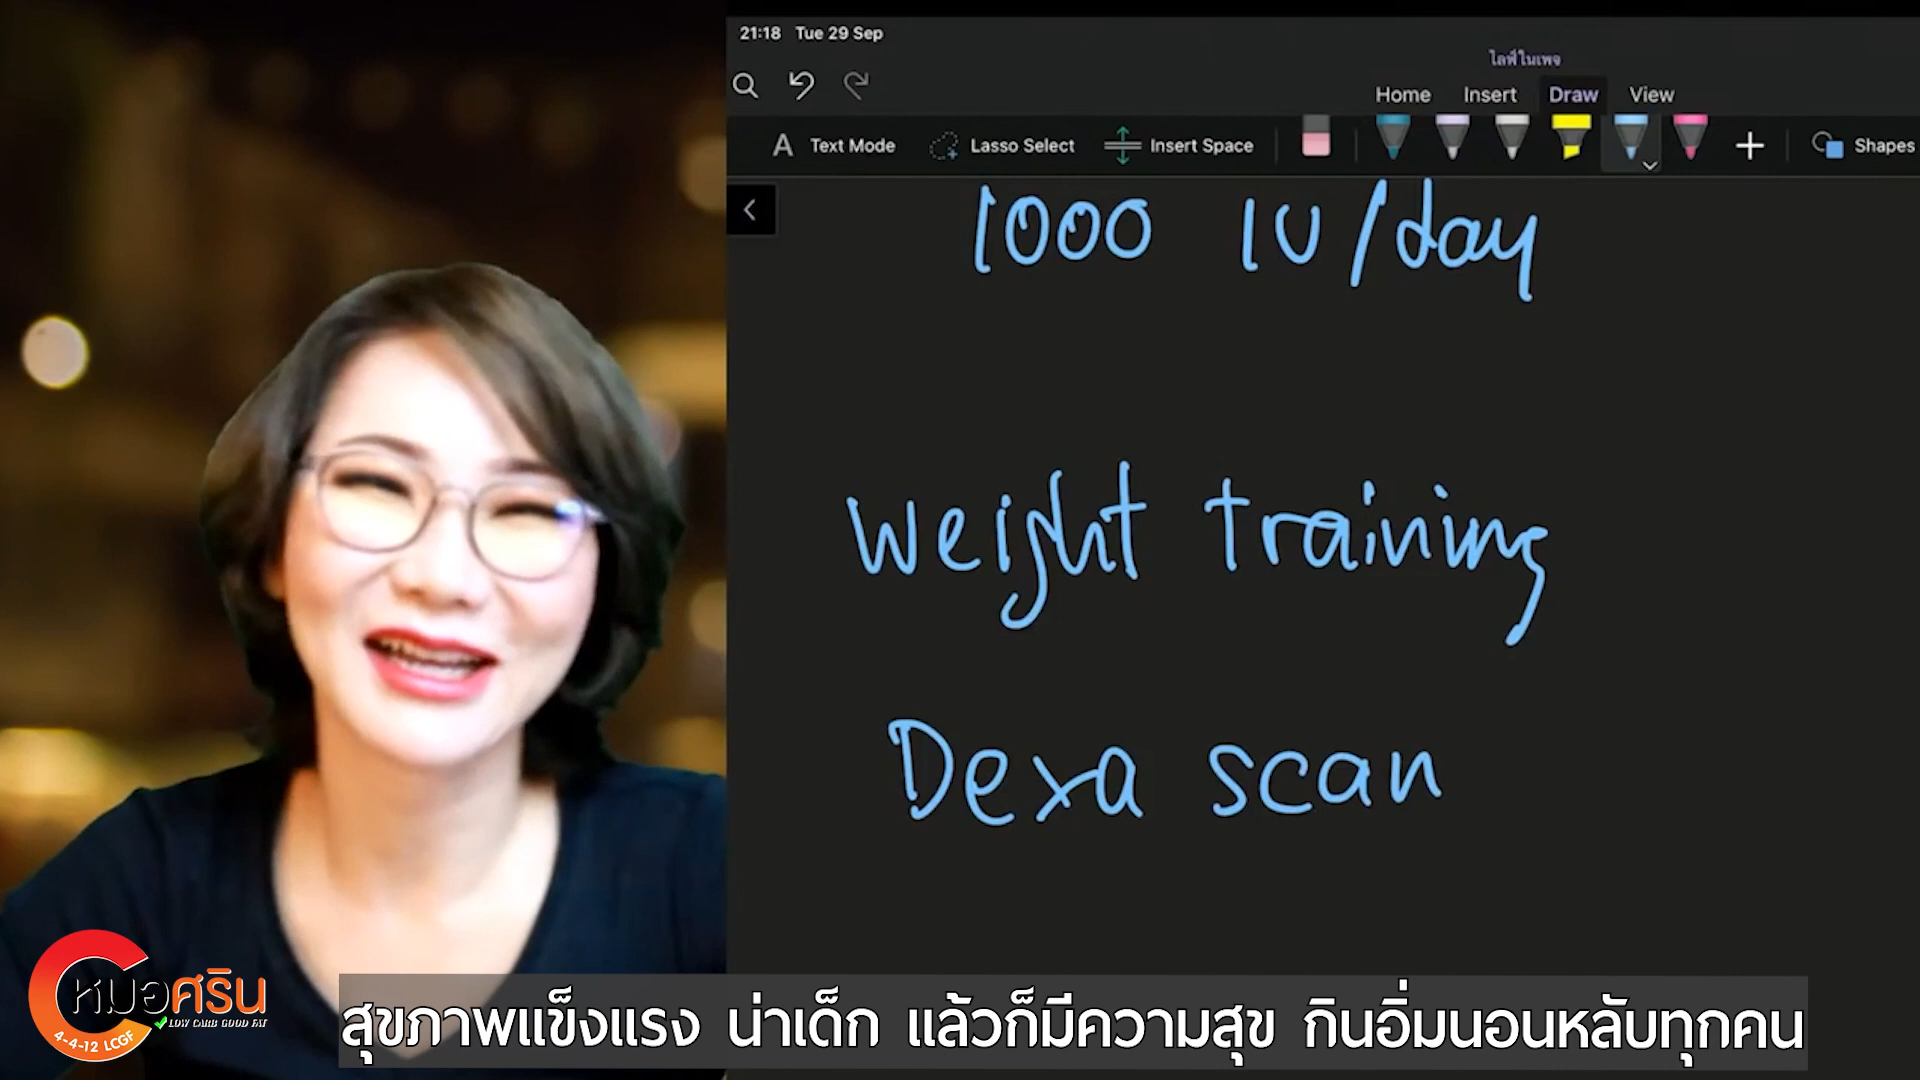 21:18 Tue 29 Sep
ไลฟ์ในเพจ
Home Insert Draw View
A Text Mode Lasso Select Insert Space Shapes
1000 IU/day
weight training
Dexa scan
หมอศริน
LOW CARB GOOD FAT
4-4-12 LCGF
สุขภาพแข็งแรง น่าเด็ก แล้วก็มีความสุข กินอิ่มนอนหลับทุกคน